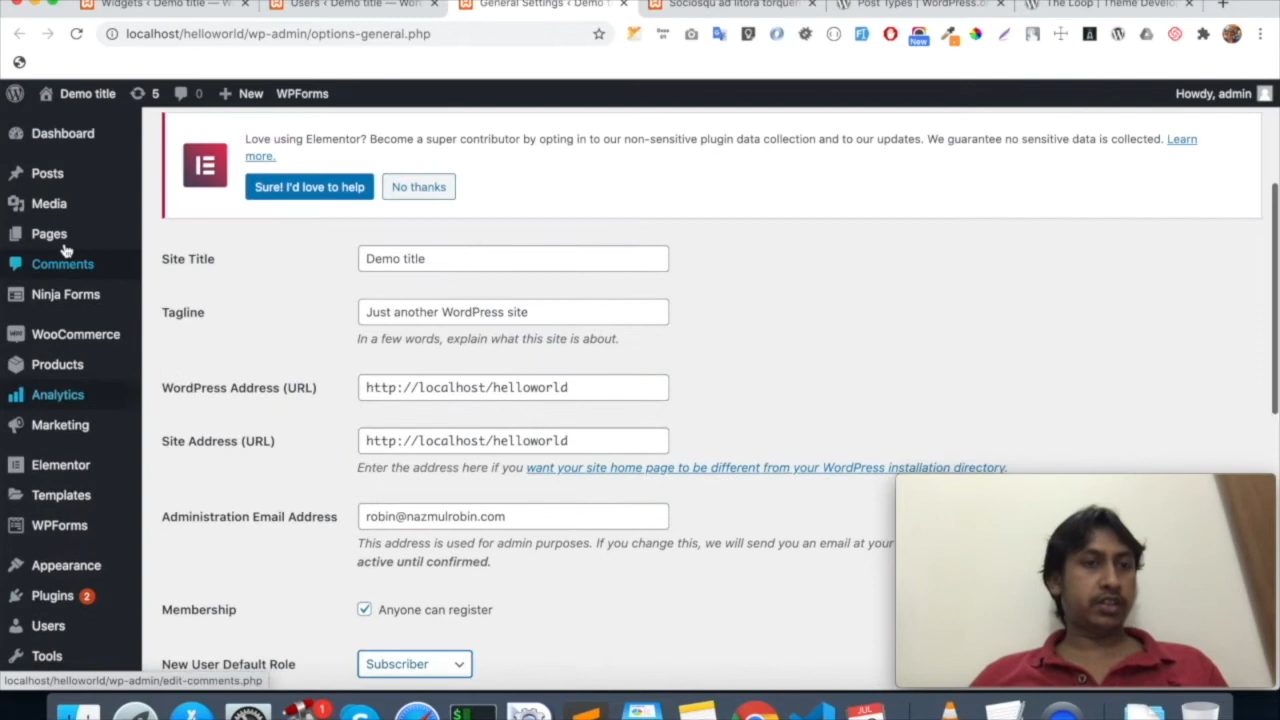 Widgets ‹ Demo title — W
Users ‹ Demo title — Wor
General Settings ‹ Demo t
Sociosqu ad litora torquen
Post Types | WordPress.o
The Loop | Theme Develo
localhost/helloworld/wp-admin/options-general.php
New
Demo title
5
0
New
WPForms
Howdy, admin
Dashboard
Posts
Media
Pages
Comments
Ninja Forms
WooCommerce
Products
Analytics
Marketing
Elementor
Templates
WPForms
Appearance
Plugins 2
Users
Tools
Love using Elementor? Become a super contributor by opting in to our non-sensitive plugin data collection and to our updates. We guarantee no sensitive data is collected. Learn
more.
Sure! I'd love to help
No thanks
Site Title
Demo title
Tagline
Just another WordPress site
In a few words, explain what this site is about.
WordPress Address (URL)
http://localhost/helloworld
Site Address (URL)
http://localhost/helloworld
Enter the address here if you want your site home page to be different from your WordPress installation directory.
Administration Email Address
robin@nazmulrobin.com
This address is used for admin purposes. If you change this, we will send you an email at your
active until confirmed.
Membership
Anyone can register
New User Default Role
Subscriber
localhost/helloworld/wp-admin/edit-comments.php
1
JUL